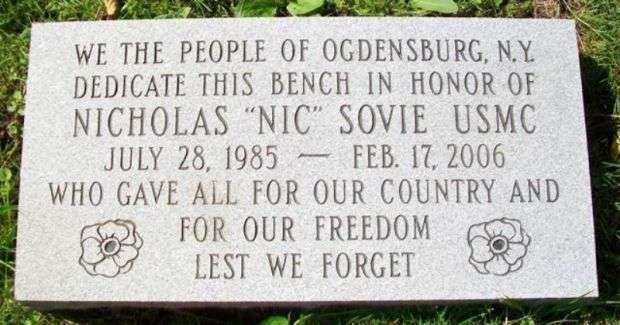 WE THE PEOPLE OF OGDENSBURG, N.Y.
DEDICATE THIS BENCH IN HONOR OF
NICHOLAS "NIC" SOVIE USMC
JULY 28, 1985 — FEB. 17, 2006
WHO GAVE ALL FOR OUR COUNTRY AND
FOR OUR FREEDOM
LEST WE FORGET